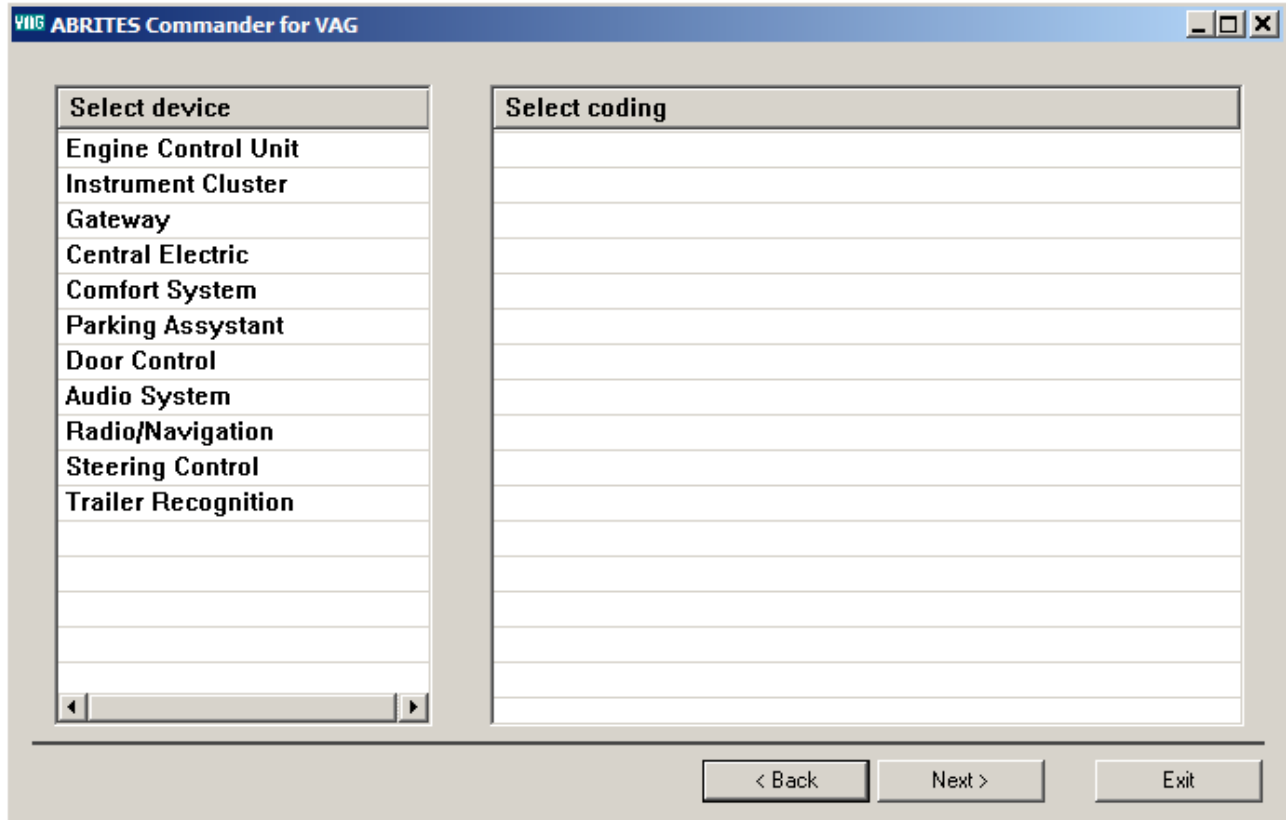 VAG ABRITES Commander for VAG
Select device
Engine Control Unit
Instrument Cluster
Gateway
Central Electric
Comfort System
Parking Assystant
Door Control
Audio System
Radio/Navigation
Steering Control
Trailer Recognition
Select coding
< Back Next > Exit